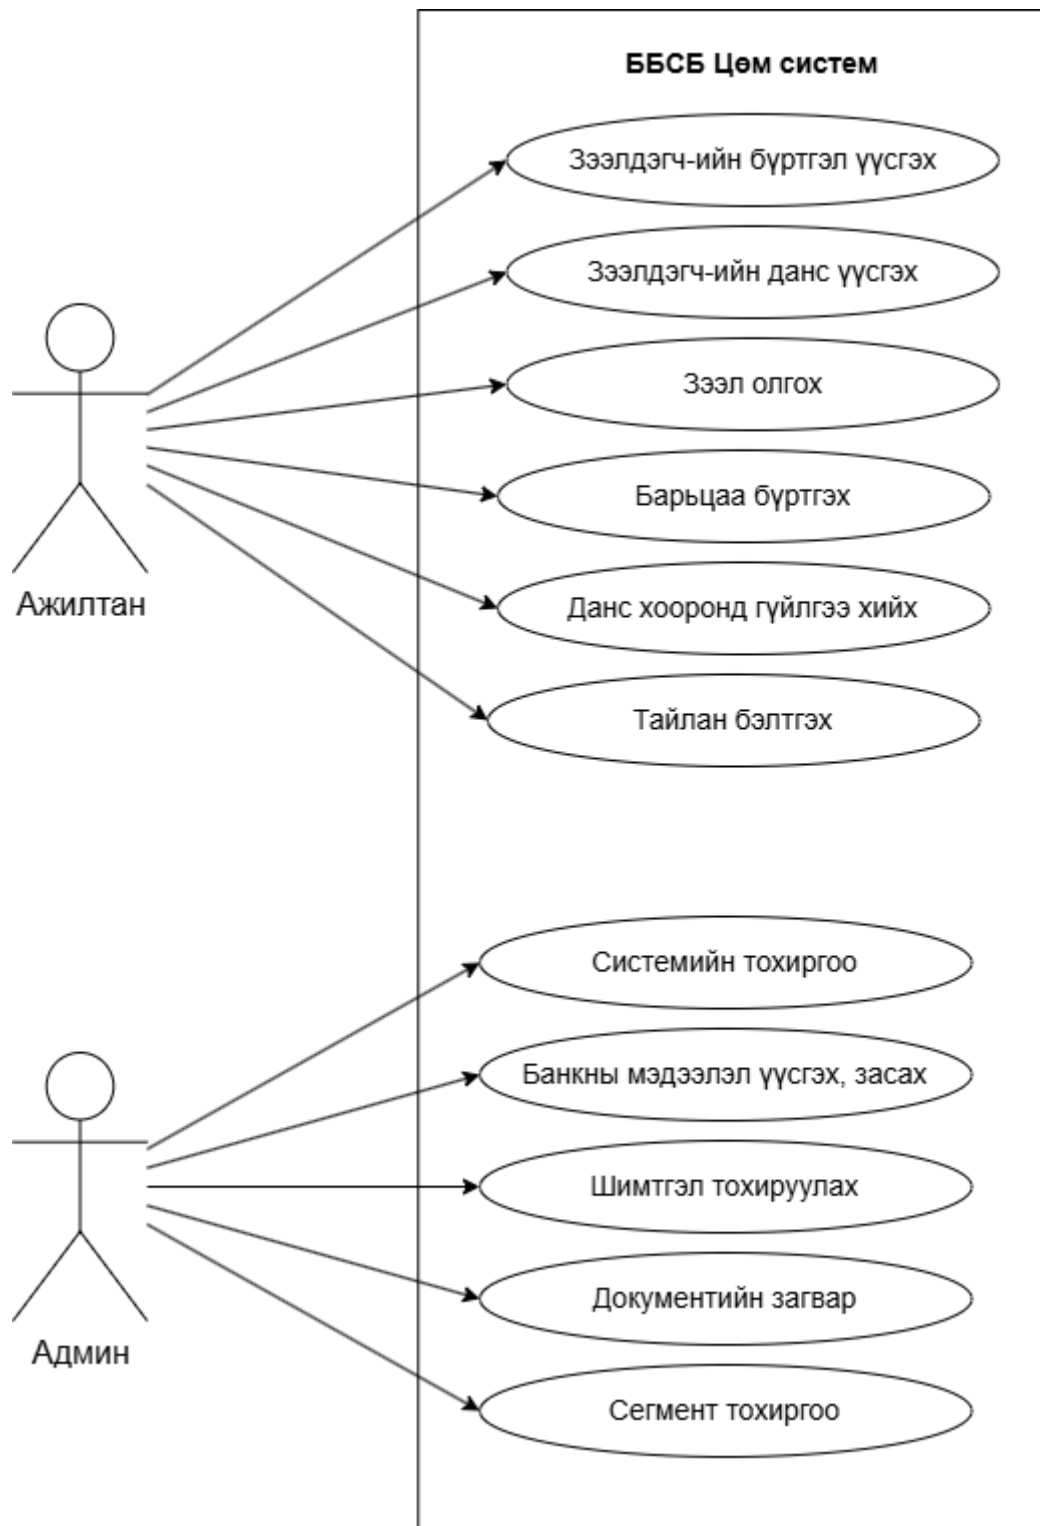 ББСБ Цөм систем
Зээлдэгч-ийн бүртгэл үүсгэх
Зээлдэгч-ийн данс үүсгэх
Зээл олгох
Барьцаа бүртгэх
Данс хооронд гүйлгээ хийх
Тайлан бэлтгэх
Ажилтан
Системийн тохиргоо
Банкны мэдээлэл үүсгэх, засах
Шимтгэл тохируулах
Документийн загвар
Сегмент тохиргоо
Админ